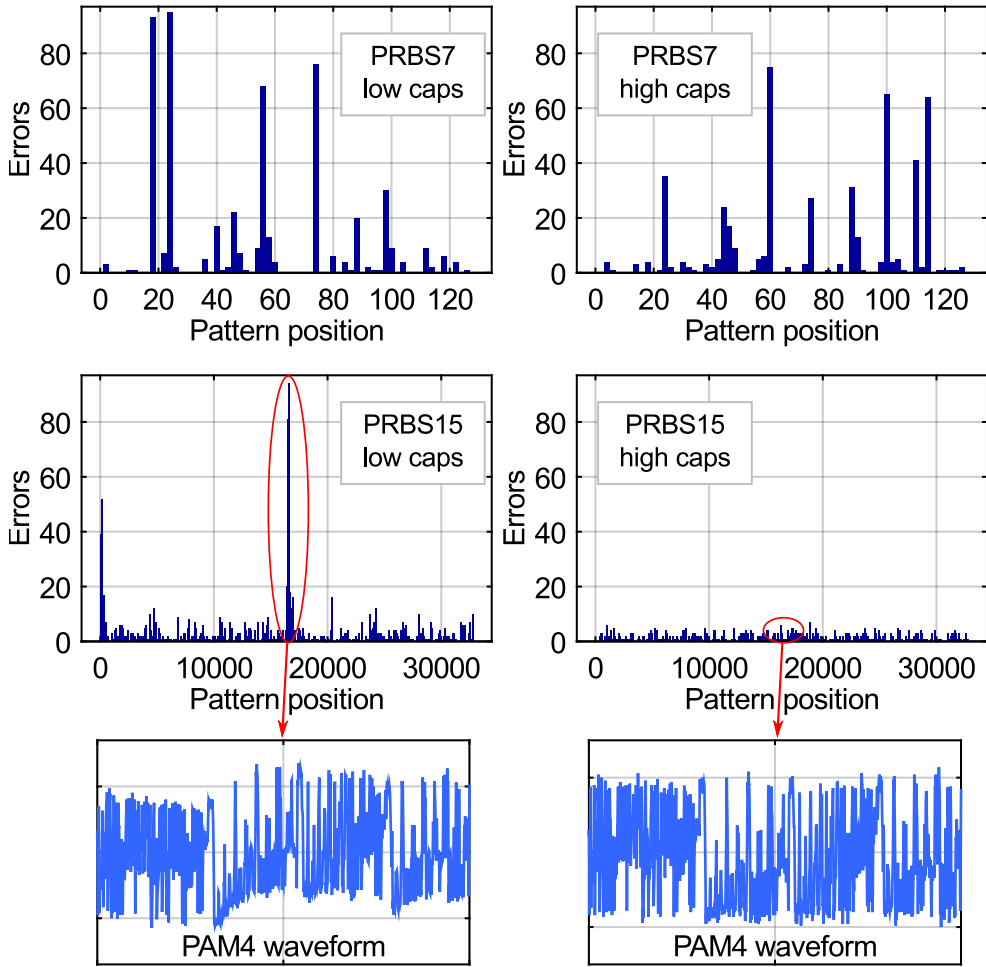 PRBS7
low caps
Errors
0
20
40
60
80
0 20 40 60 80 100 120
Pattern position
PRBS7
high caps
Errors
0
20
40
60
80
0 20 40 60 80 100 120
Pattern position
PRBS15
low caps
Errors
0
20
40
60
80
0 10000 20000 30000
Pattern position
PRBS15
high caps
Errors
0
20
40
60
80
0 10000 20000 30000
Pattern position
PAM4 waveform
PAM4 waveform